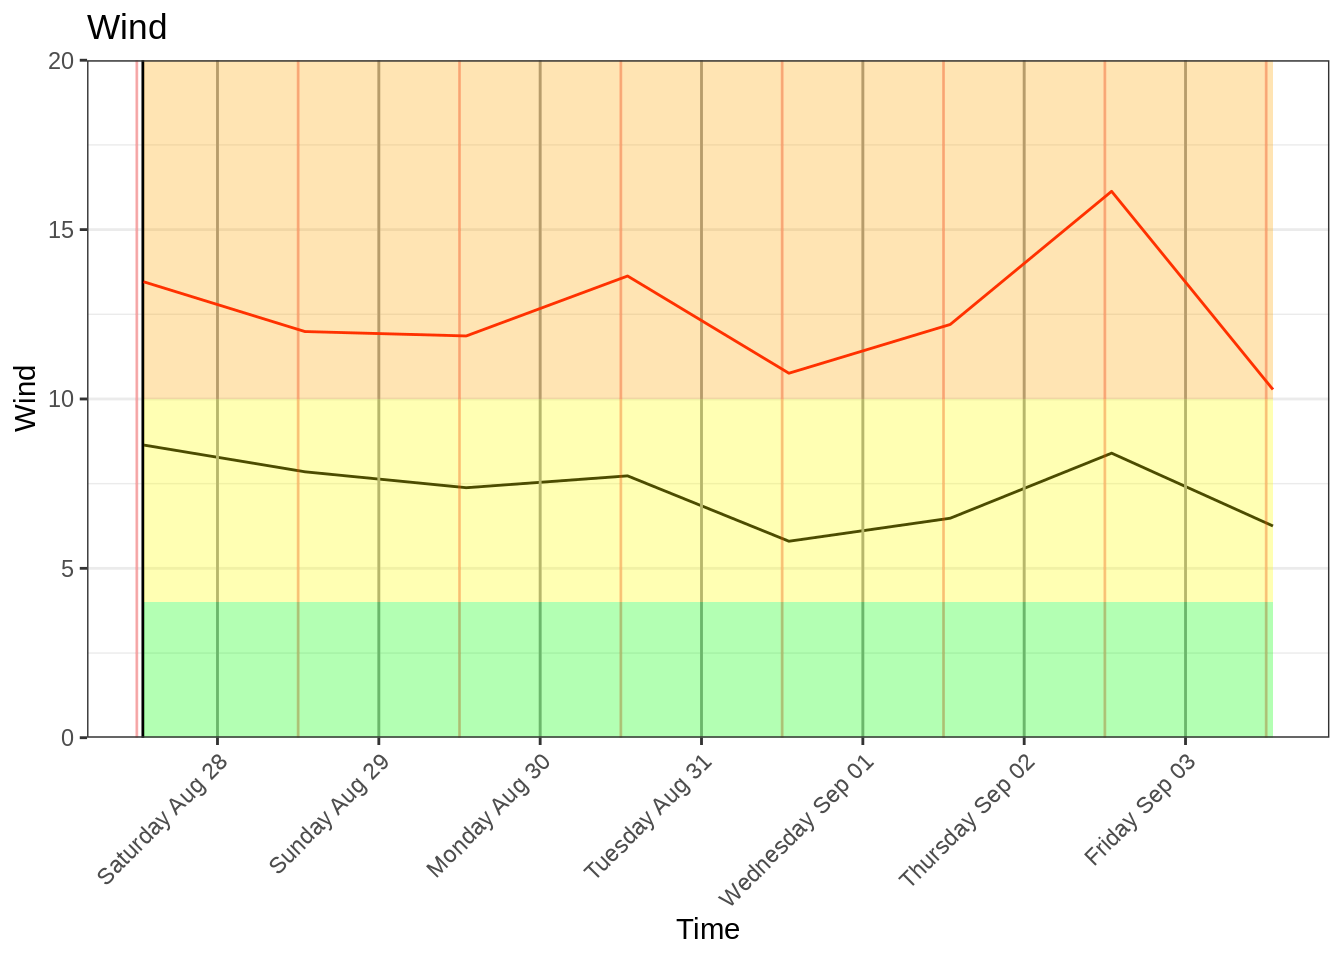 Wind
20
15
10
5
0
Wind
Saturday Aug 28
Sunday Aug 29
Monday Aug 30
Tuesday Aug 31
Wednesday Sep 01
Thursday Sep 02
Friday Sep 03
Time